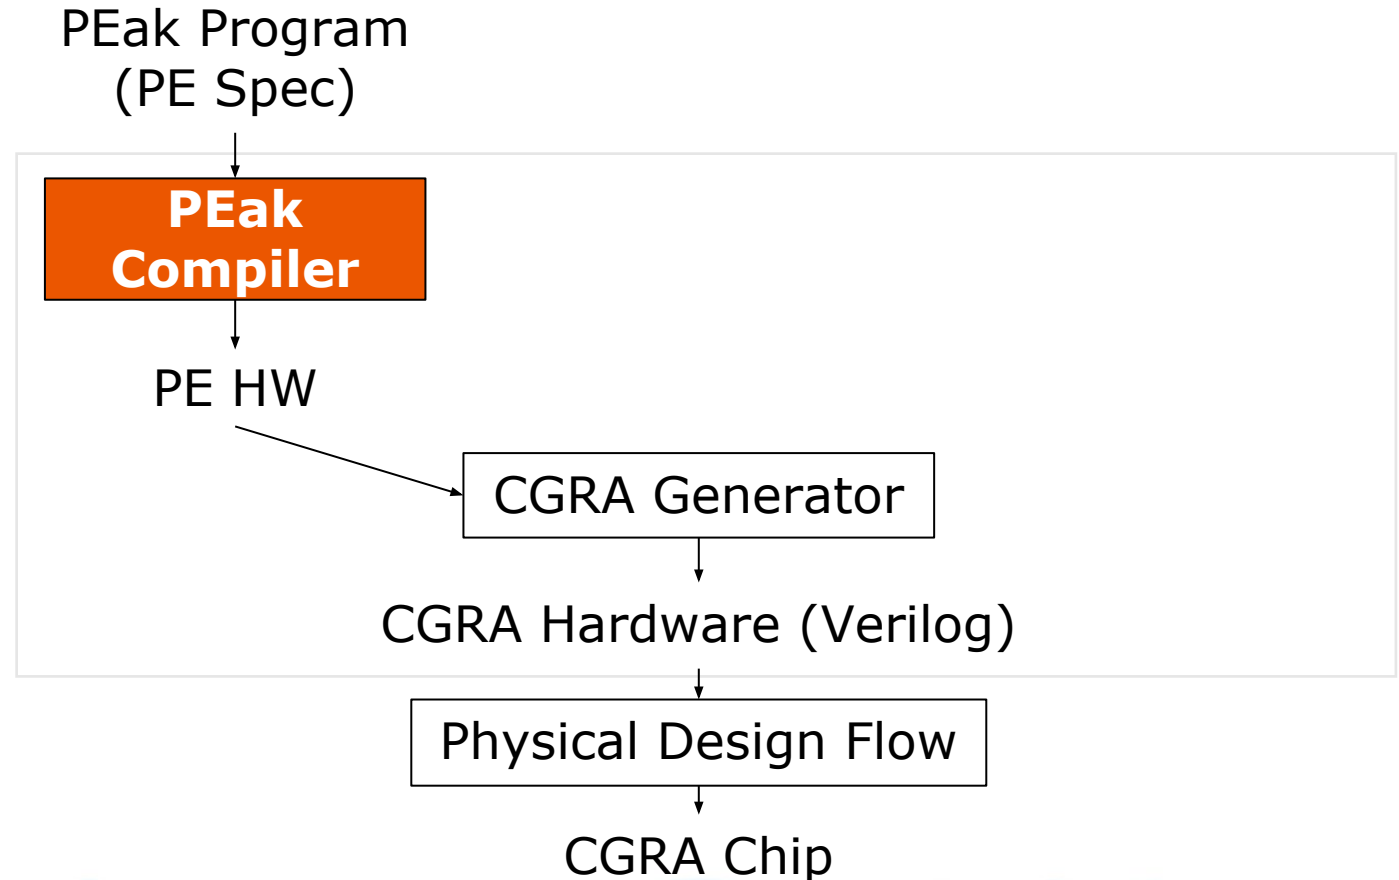 PEak Program
(PE Spec)
PEak
Compiler
PE HW
CGRA Generator
CGRA Hardware (Verilog)
Physical Design Flow
CGRA Chip